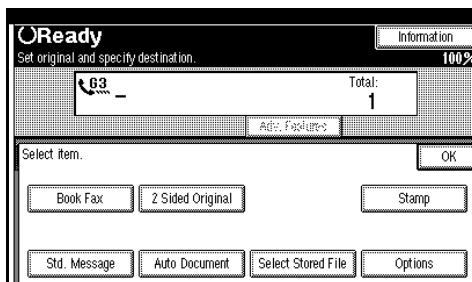 Ready
Information
Set original and specify destination.
100%
G3
Total:
1
Adv. Features
Select item.
OK
Book Fax
2 Sided Original
Stamp
Std. Message
Auto Document
Select Stored File
Options